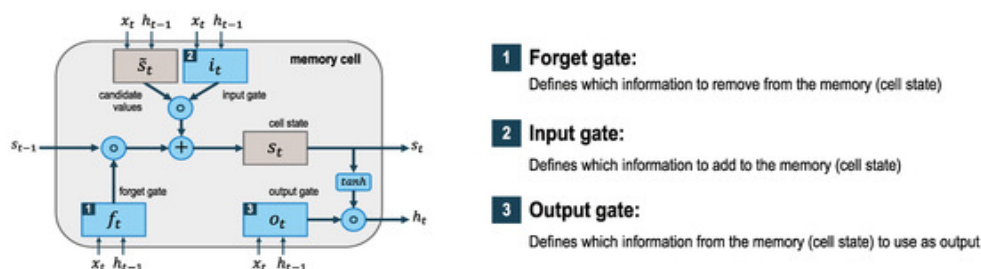 x_t h_{t-1} x_t h_{t-1}
s̃_t 2 i_t memory cell
candidate values input gate
cell state
s_{t-1} + s_t s_t
tanh
forget gate output gate
1 f_t 3 o_t h_t
x_t h_{t-1} x_t h_{t-1}
1 Forget gate:
Defines which information to remove from the memory (cell state)
2 Input gate:
Defines which information to add to the memory (cell state)
3 Output gate:
Defines which information from the memory (cell state) to use as output